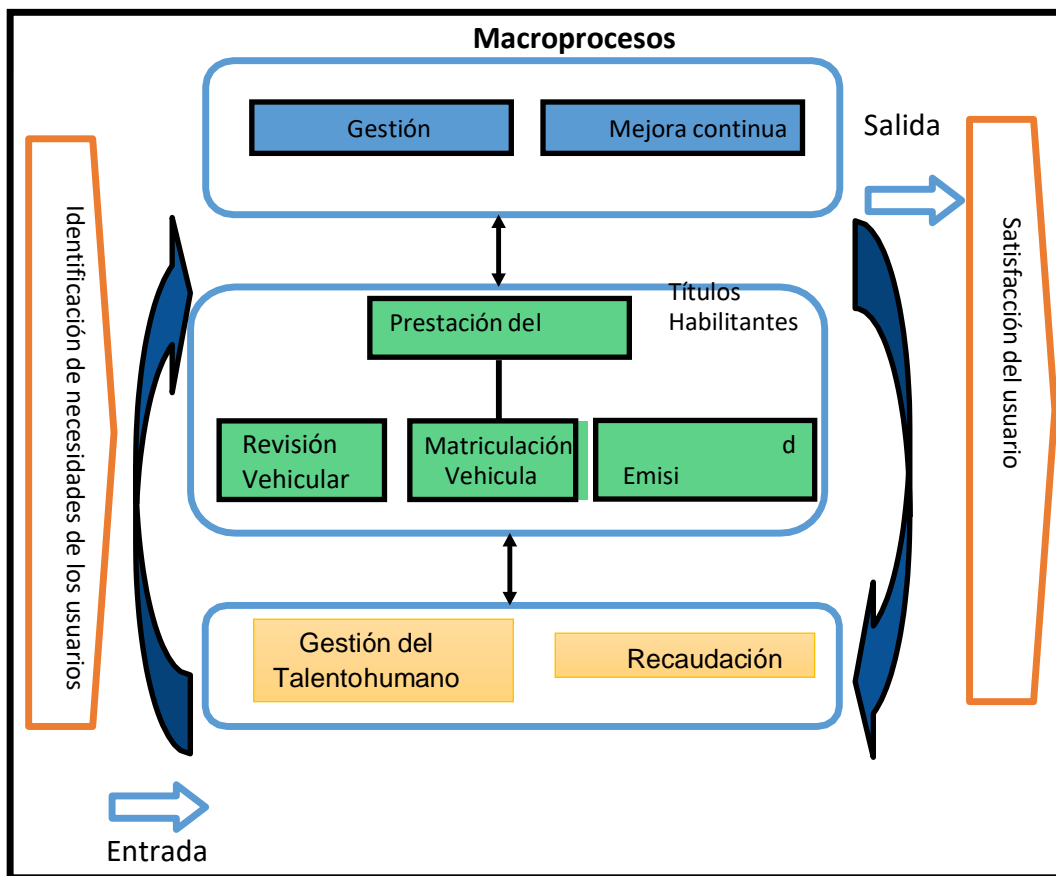 Macroprocesos
Gestión
Mejora continua
Salida
Identificación de necesidades de los usuarios
Satisfacción del usuario
Títulos
Habilitantes
Prestación del
Revisión
Vehicular
Matriculación
Vehicula
d
Emisi
Gestión del
Talentohumano
Recaudación
Entrada